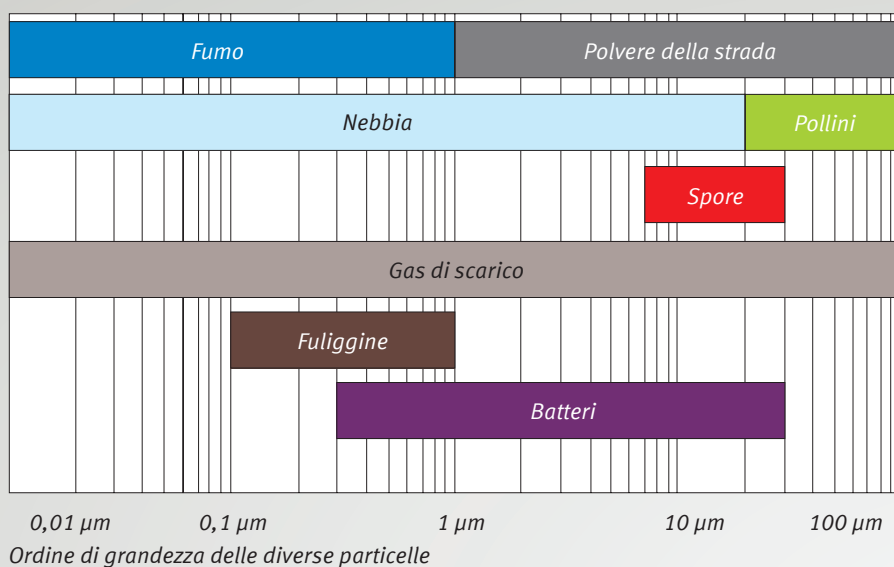 Fumo
Polvere della strada
Nebbia
Pollini
Spore
Gas di scarico
Fuliggine
Batteri
0,01 µm 0,1 µm 1 µm 10 µm 100 µm
Ordine di grandezza delle diverse particelle